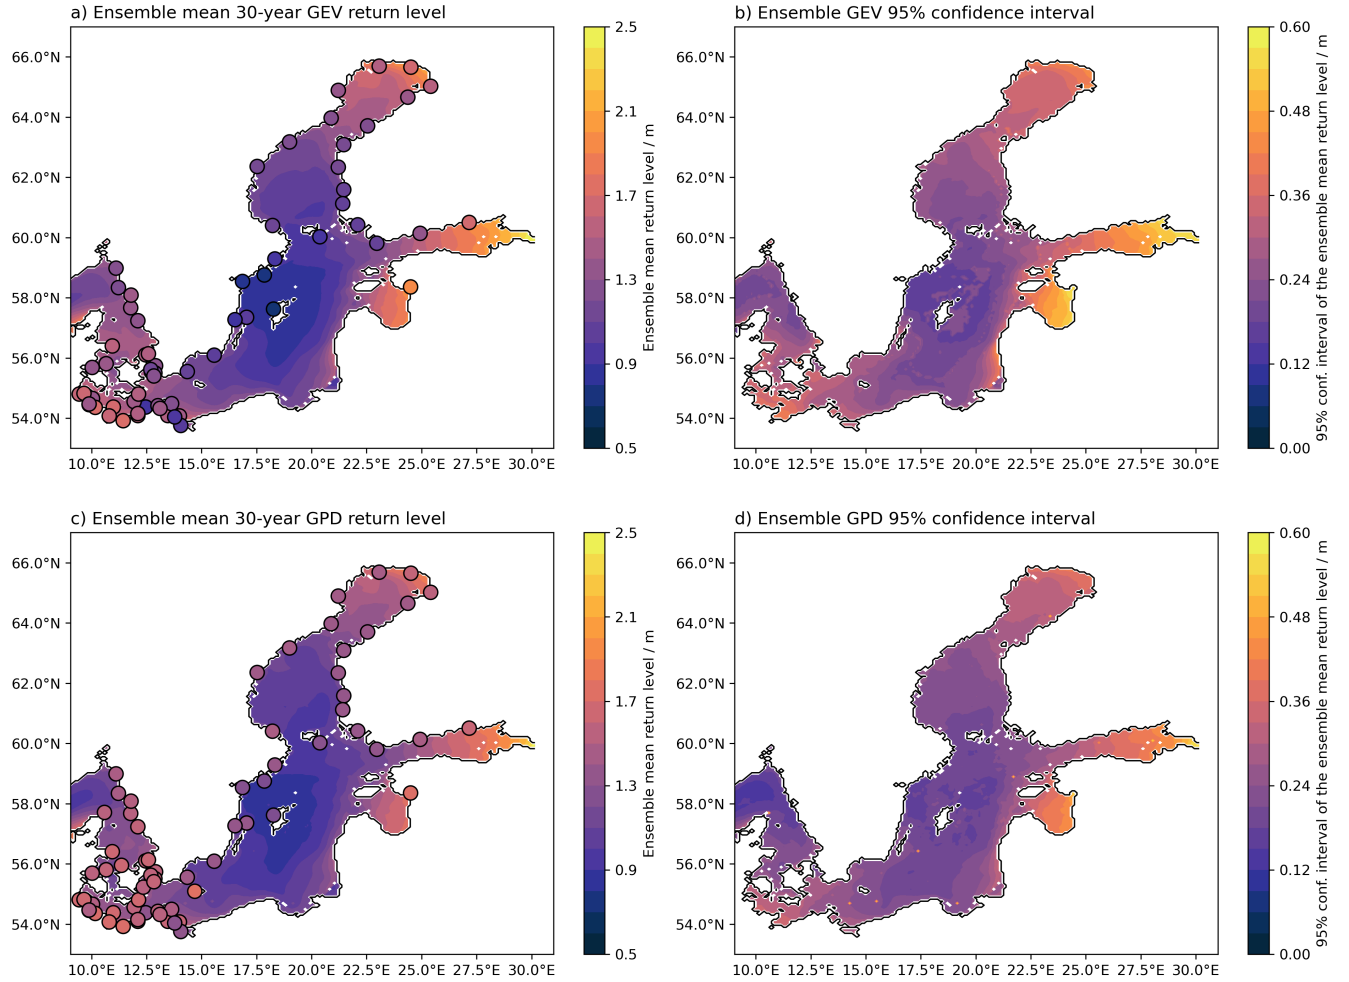 a) Ensemble mean 30-year GEV return level
66.0°N
64.0°N
62.0°N
60.0°N
58.0°N
56.0°N
54.0°N
10.0°E 12.5°E 15.0°E 17.5°E 20.0°E 22.5°E 25.0°E 27.5°E 30.0°E
2.5
2.1
1.7
1.3
0.9
0.5
Ensemble mean return level / m
b) Ensemble GEV 95% confidence interval
66.0°N
64.0°N
62.0°N
60.0°N
58.0°N
56.0°N
54.0°N
10.0°E 12.5°E 15.0°E 17.5°E 20.0°E 22.5°E 25.0°E 27.5°E 30.0°E
0.60
0.48
0.36
0.24
0.12
0.00
95% conf. interval of the ensemble mean return level / m
c) Ensemble mean 30-year GPD return level
66.0°N
64.0°N
62.0°N
60.0°N
58.0°N
56.0°N
54.0°N
10.0°E 12.5°E 15.0°E 17.5°E 20.0°E 22.5°E 25.0°E 27.5°E 30.0°E
2.5
2.1
1.7
1.3
0.9
0.5
Ensemble mean return level / m
d) Ensemble GPD 95% confidence interval
66.0°N
64.0°N
62.0°N
60.0°N
58.0°N
56.0°N
54.0°N
10.0°E 12.5°E 15.0°E 17.5°E 20.0°E 22.5°E 25.0°E 27.5°E 30.0°E
0.60
0.48
0.36
0.24
0.12
0.00
95% conf. interval of the ensemble mean return level / m